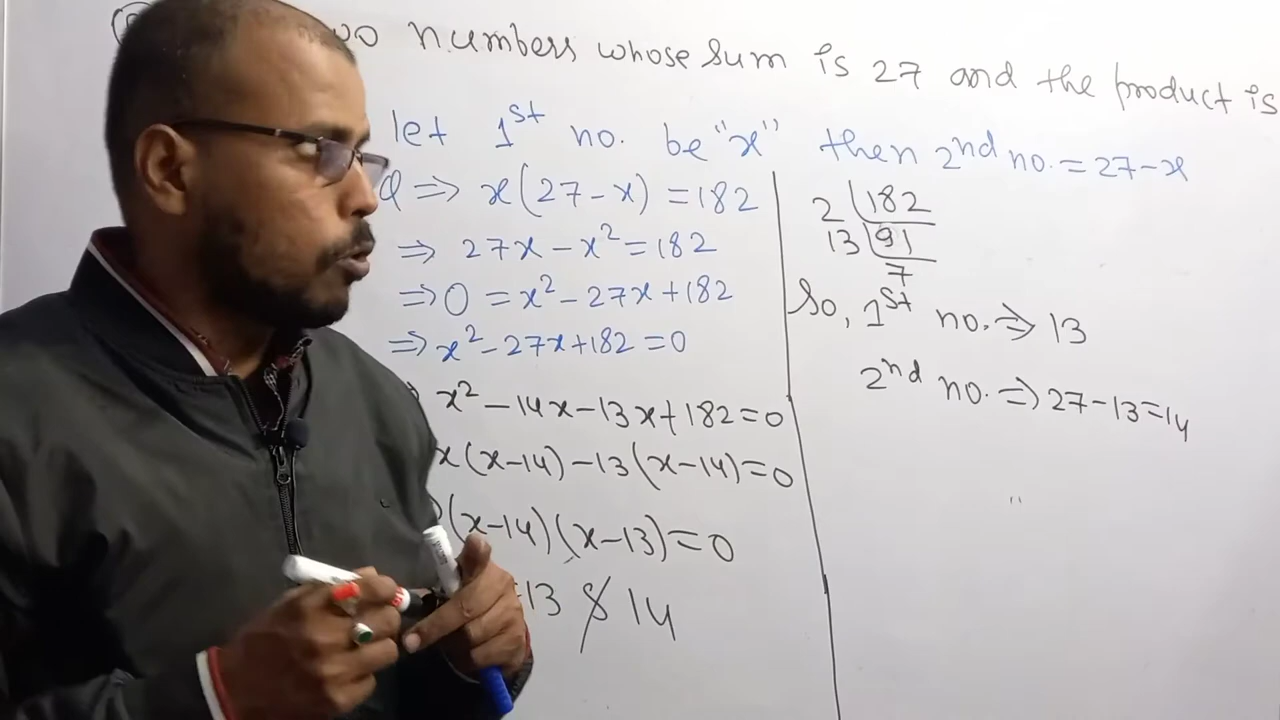 numbers whose sum is 27 and the product is
let 1st no. be "x" then 2nd no. = 27-x
⇒ x(27-x) = 182
⇒ 27x - x² = 182
⇒ 0 = x² - 27x + 182
⇒ x² - 27x + 182 = 0
x² - 14x - 13x + 182 = 0
x(x-14) - 13(x-14) = 0
(x-14)(x-13) = 0
13 & 14
2 182
13 91
7
So, 1st no. ⇒ 13
2nd no. ⇒ 27-13=14